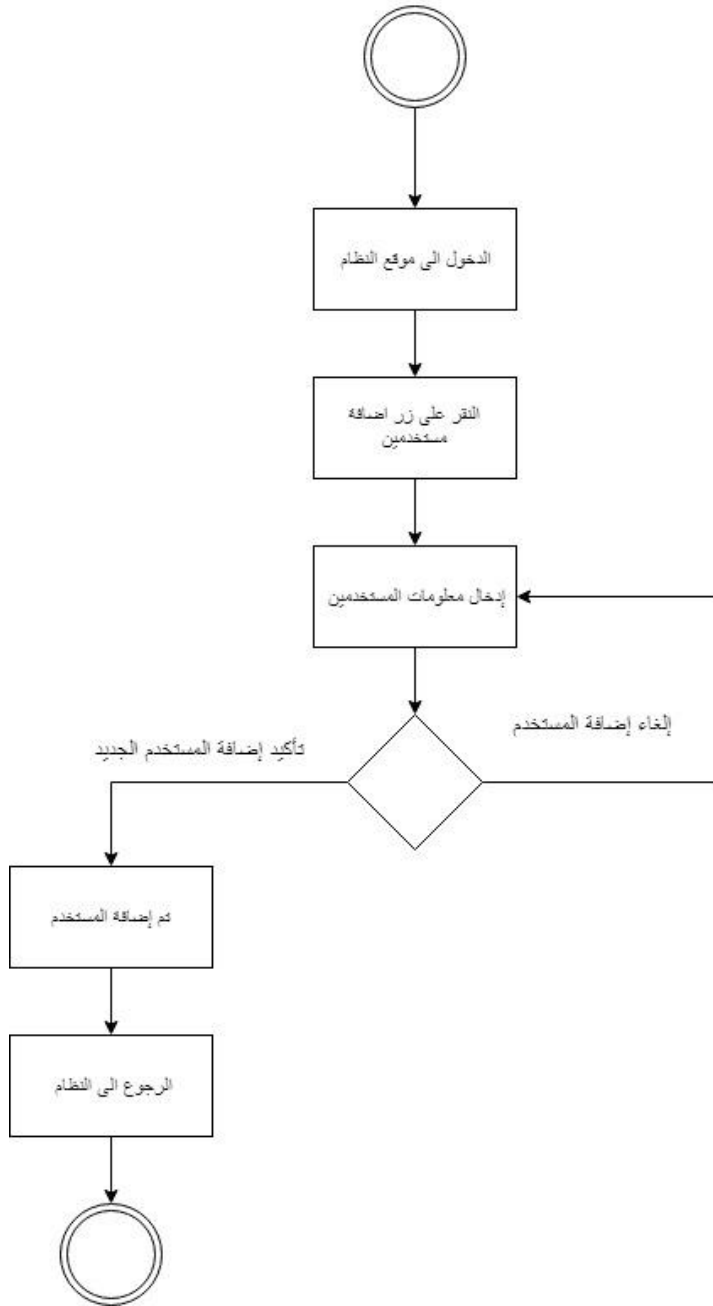 الدخول الى موقع النظام
النقر على زر اضافة
مستخدمين
إدخال معلومات المستخدمين
إلغاء إضافة المستخدم
تأكيد إضافة المستخدم الجديد
تم إضافة المستخدم
الرجوع الى النظام